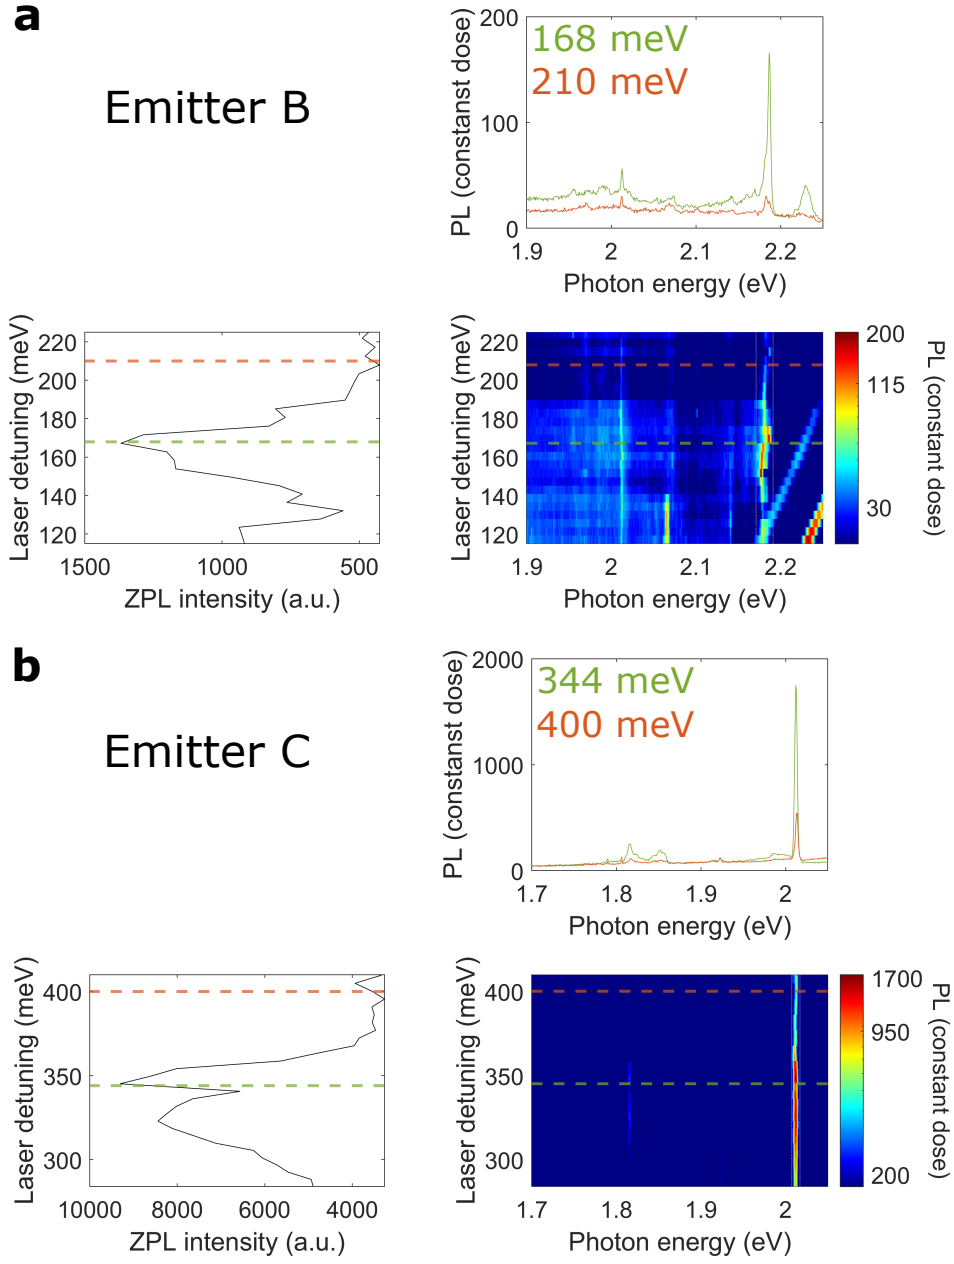 a
Emitter B
168 meV
210 meV
PL (constanst dose)
200
100
0
1.9
2
2.1
2.2
Photon energy (eV)
Laser detuning (meV)
220
200
180
160
140
120
1500
1000
500
ZPL intensity (a.u.)
Laser detuning (meV)
220
200
180
160
140
120
1.9
2
2.1
2.2
Photon energy (eV)
200
115
30
PL (constant dose)
b
Emitter C
344 meV
400 meV
PL (constanst dose)
2000
1000
0
1.7
1.8
1.9
2
Photon energy (eV)
Laser detuning (meV)
400
350
300
10000
8000
6000
4000
ZPL intensity (a.u.)
Laser detuning (meV)
400
350
300
1.7
1.8
1.9
2
Photon energy (eV)
1700
950
200
PL (constant dose)